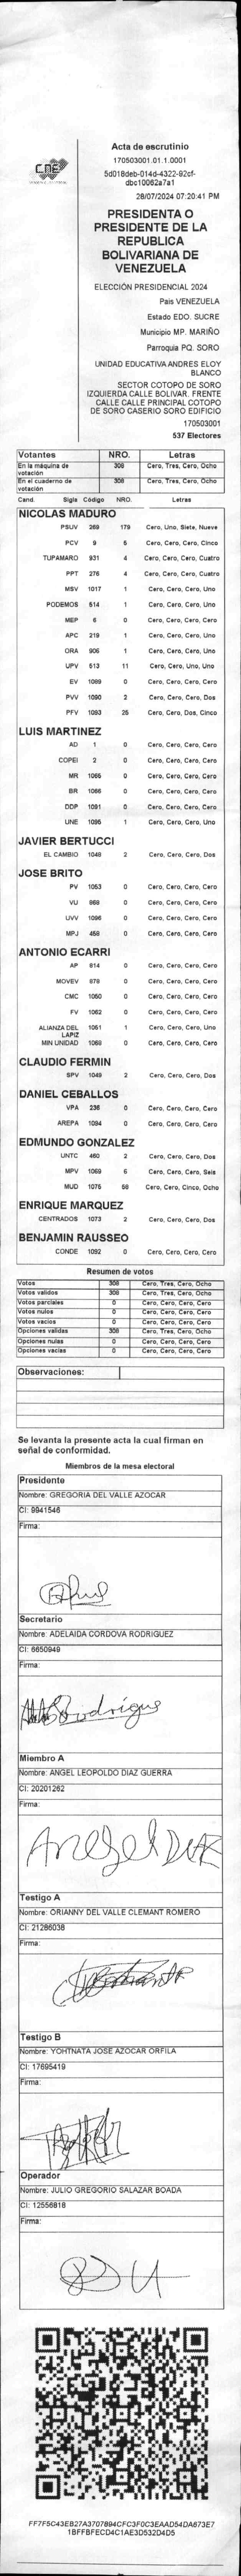 CNE
Acta de escrutinio
170503001.01.1.0001
5d018deb-014d-4322-92cf-
dbc10062a7a1
28/07/2024 07:20:41 PM
PRESIDENTA O
PRESIDENTE DE LA
REPUBLICA
BOLIVARIANA DE
VENEZUELA
ELECCIÓN PRESIDENCIAL 2024
Pais VENEZUELA
Estado EDO. SUCRE
Municipio MP. MARIÑO
Parroquia PQ. SORO
UNIDAD EDUCATIVA ANDRES ELOY
BLANCO
SECTOR COTOPO DE SORO
IZQUIERDA CALLE BOLIVAR. FRENTE
CALLE CALLE PRINCIPAL COTOPO
DE SORO CASERIO SORO EDIFICIO
170503001
537 Electores
Votantes NRO. Letras
En la máquina de votación 308 Cero, Tres, Cero, Ocho
En el cuaderno de votación 308 Cero, Tres, Cero, Ocho
Cand. Sigla Código NRO. Letras
NICOLAS MADURO
PSUV 269 179 Cero, Uno, Siete, Nueve
PCV 9 5 Cero, Cero, Cero, Cinco
TUPAMARO 931 4 Cero, Cero, Cero, Cuatro
PPT 275 4 Cero, Cero, Cero, Cuatro
MSV 1017 1 Cero, Cero, Cero, Uno
PODEMOS 514 1 Cero, Cero, Cero, Uno
MEP 6 0 Cero, Cero, Cero, Cero
APC 219 1 Cero, Cero, Cero, Uno
ORA 906 1 Cero, Cero, Cero, Uno
UPV 513 11 Cero, Cero, Uno, Uno
EV 1089 0 Cero, Cero, Cero, Cero
PVV 1090 2 Cero, Cero, Cero, Dos
PFV 1093 25 Cero, Cero, Dos, Cinco
LUIS MARTINEZ
AD 1 0 Cero, Cero, Cero, Cero
COPEI 2 0 Cero, Cero, Cero, Cero
MR 1065 0 Cero, Cero, Cero, Cero
BR 1066 0 Cero, Cero, Cero, Cero
DDP 1091 0 Cero, Cero, Cero, Cero
UNE 1095 1 Cero, Cero, Cero, Uno
JAVIER BERTUCCI
EL CAMBIO 1048 2 Cero, Cero, Cero, Dos
JOSE BRITO
PV 1053 0 Cero, Cero, Cero, Cero
VU 868 0 Cero, Cero, Cero, Cero
UVV 1096 0 Cero, Cero, Cero, Cero
MPJ 458 0 Cero, Cero, Cero, Cero
ANTONIO ECARRI
AP 814 0 Cero, Cero, Cero, Cero
MOVEV 878 0 Cero, Cero, Cero, Cero
CMC 1050 0 Cero, Cero, Cero, Cero
FV 1062 0 Cero, Cero, Cero, Cero
ALIANZA DEL LAPIZ 1051 1 Cero, Cero, Cero, Uno
MIN UNIDAD 1068 0 Cero, Cero, Cero, Cero
CLAUDIO FERMIN
SPV 1049 2 Cero, Cero, Cero, Dos
DANIEL CEBALLOS
VPA 236 0 Cero, Cero, Cero, Cero
AREPA 1094 0 Cero, Cero, Cero, Cero
EDMUNDO GONZALEZ
UNTC 460 2 Cero, Cero, Cero, Dos
MPV 1069 6 Cero, Cero, Cero, Seis
MUD 1075 58 Cero, Cero, Cinco, Ocho
ENRIQUE MARQUEZ
CENTRADOS 1073 2 Cero, Cero, Cero, Dos
BENJAMIN RAUSSEO
CONDE 1092 0 Cero, Cero, Cero, Cero
Resumen de votos
Votos 308 Cero, Tres, Cero, Ocho
Votos validos 308 Cero, Tres, Cero, Ocho
Votos parciales 0 Cero, Cero, Cero, Cero
Votos nulos 0 Cero, Cero, Cero, Cero
Votos vacios 0 Cero, Cero, Cero, Cero
Opciones validas 308 Cero, Tres, Cero, Ocho
Opciones nulas 0 Cero, Cero, Cero, Cero
Opciones vacias 0 Cero, Cero, Cero, Cero
Observaciones:
Se levanta la presente acta la cual firman en
señal de conformidad.
Miembros de la mesa electoral
Presidente
Nombre: GREGORIA DEL VALLE AZOCAR
CI: 9941546
Firma:
Secretario
Nombre: ADELAIDA CORDOVA RODRIGUEZ
CI: 6650949
Firma:
Rodrigue
Miembro A
Nombre: ANGEL LEOPOLDO DIAZ GUERRA
CI: 20201262
Firma:
Angel DiAZ
Testigo A
Nombre: ORIANNY DEL VALLE CLEMANT ROMERO
CI: 21286038
Firma:
Testigo B
Nombre: YOHTNATA JOSE AZOCAR ORFILA
CI: 17695419
Firma:
Operador
Nombre: JULIO GREGORIO SALAZAR BOADA
CI: 12556818
Firma:
FF7F5C43EB27A3707894CFC3F0C3EAAD54DA673E7
1BFFBFECD4C1AE3D532D4D5